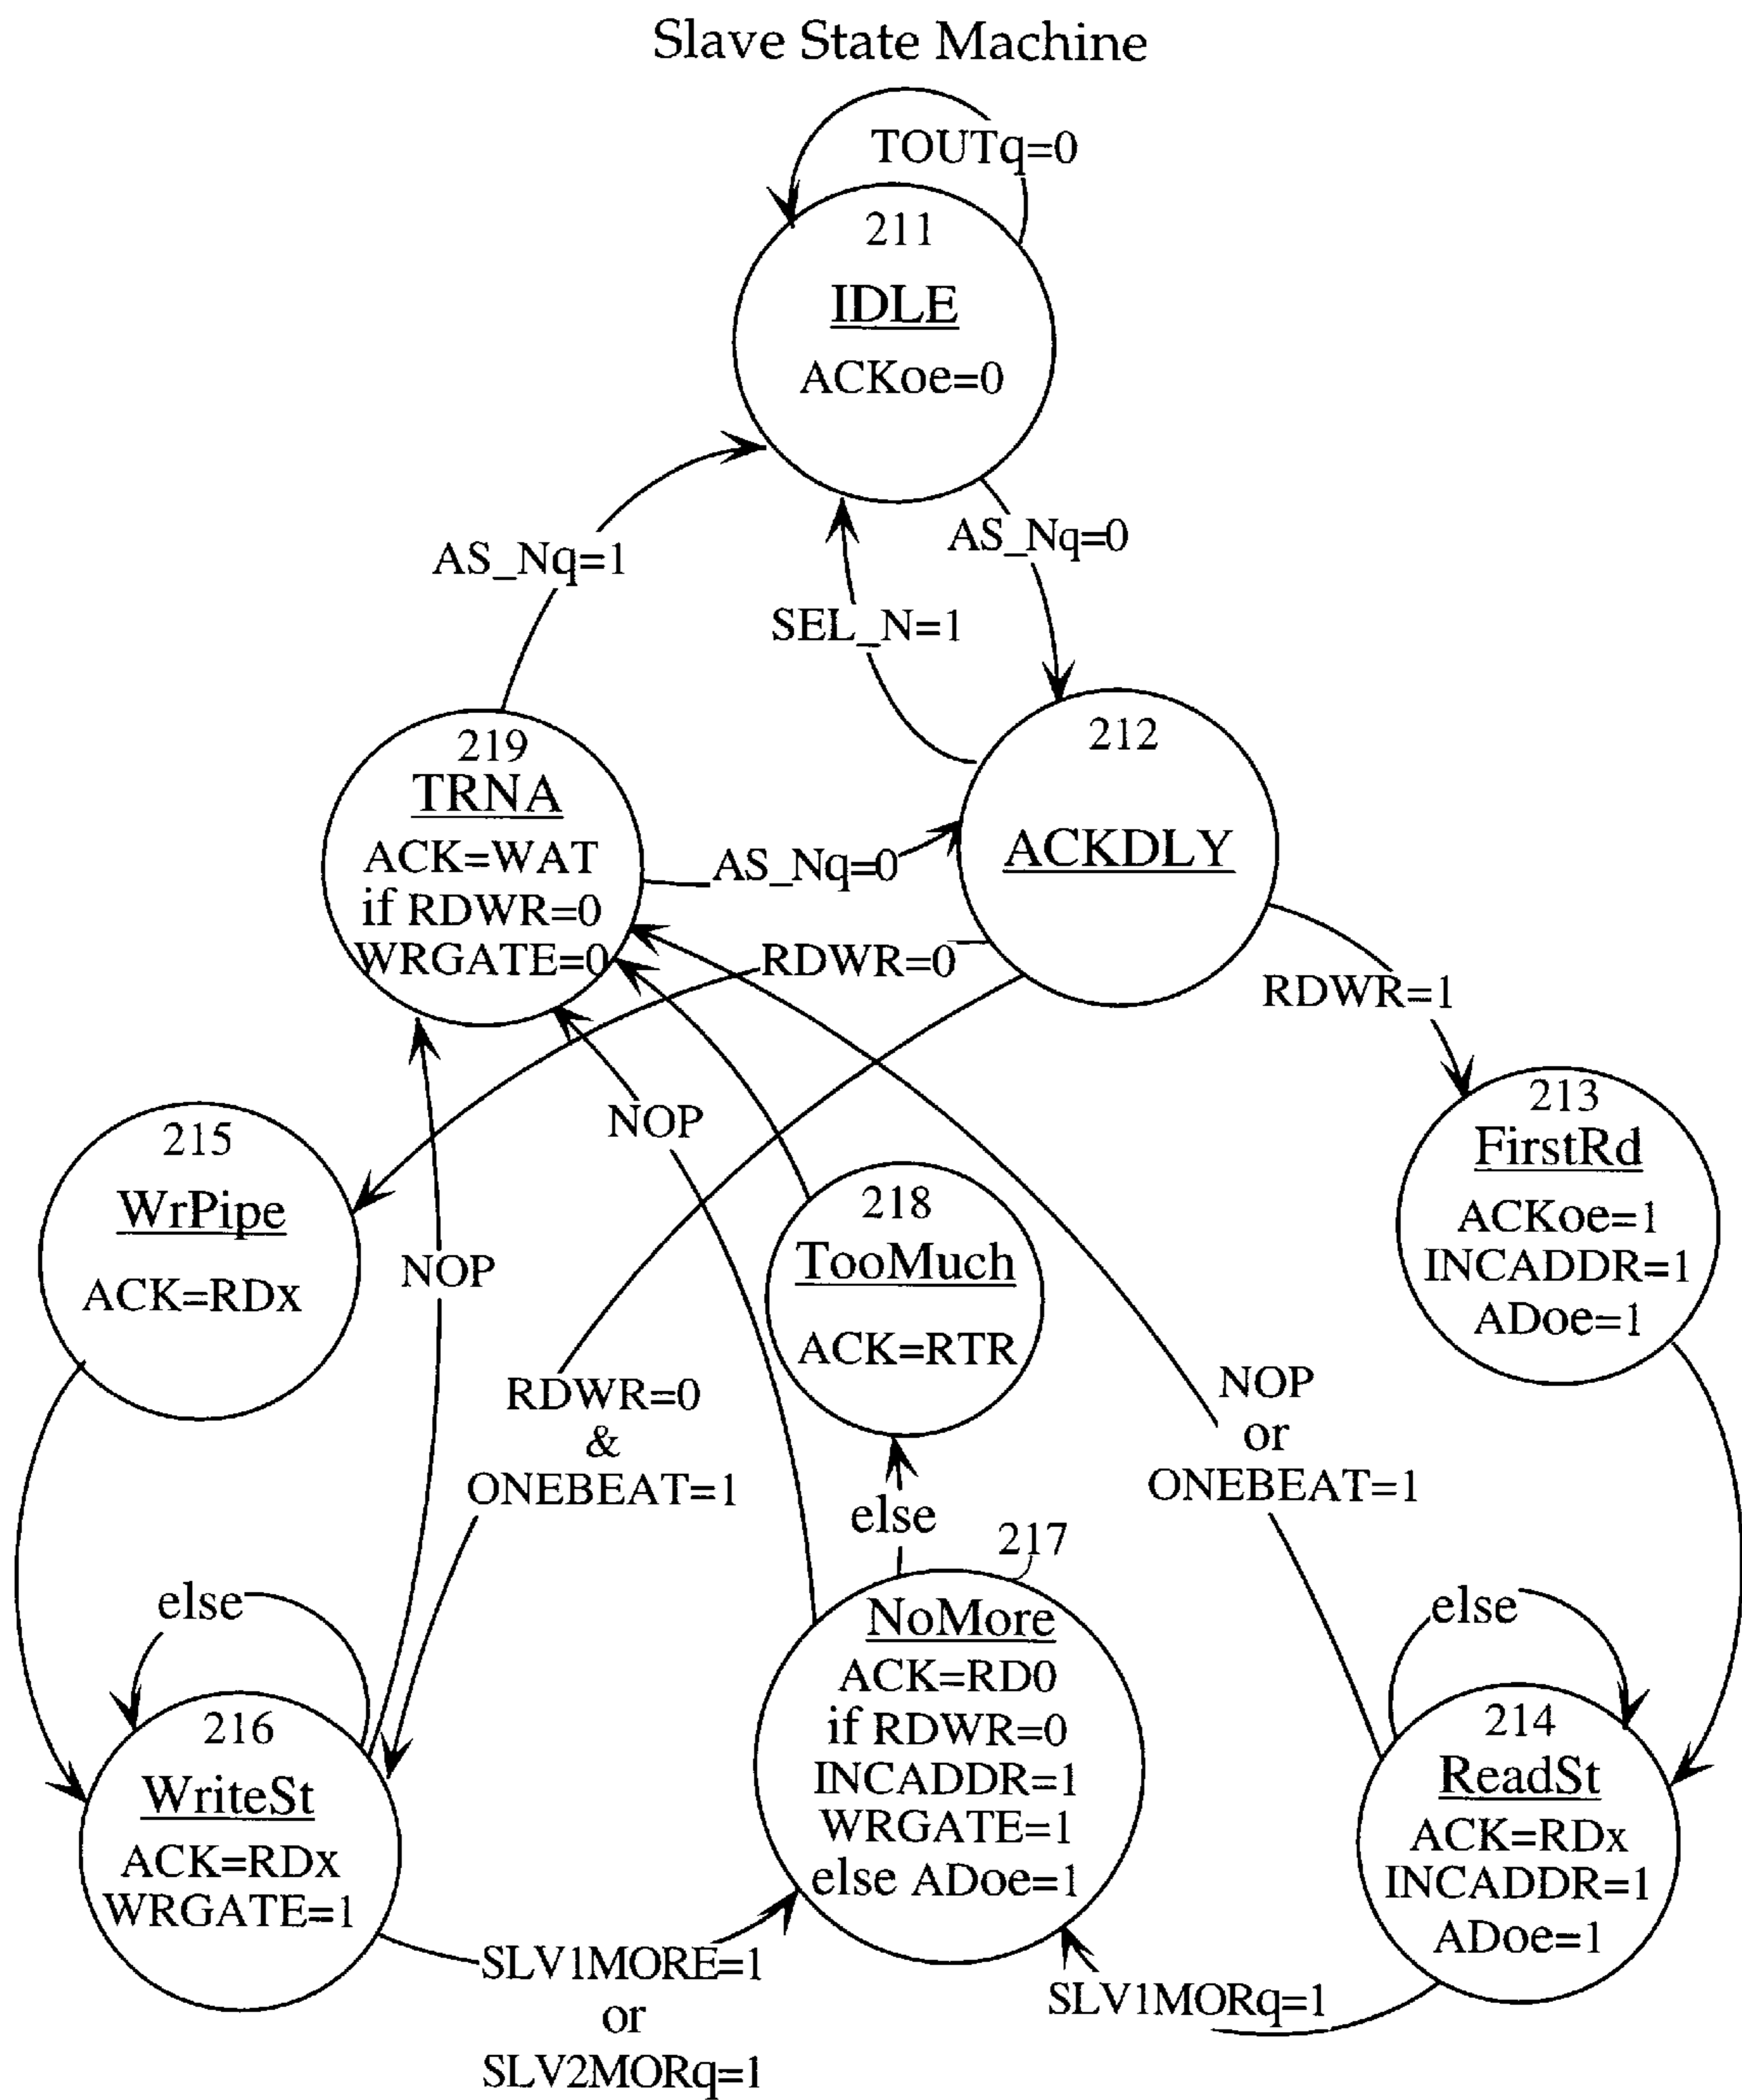 Slave State Machine
TOUTq=0
211
IDLE
ACKoe=0
AS_Nq=1
AS_Nq=0
SEL_N=1
219
TRNA
ACK=WAT
if RDWR=0
WRGATE=0
AS_Nq=0
212
ACKDLY
RDWR=0
RDWR=1
215
WrPipe
ACK=RDx
NOP
NOP
218
TooMuch
ACK=RTR
213
FirstRd
ACKoe=1
INCADDR=1
ADoe=1
RDWR=0
&
ONEBEAT=1
NOP
or
ONEBEAT=1
else
217
NoMore
ACK=RD0
if RDWR=0
INCADDR=1
WRGATE=1
else ADoe=1
else
216
WriteSt
ACK=RDx
WRGATE=1
else
214
ReadSt
ACK=RDx
INCADDR=1
ADoe=1
SLV1MORE=1
or
SLV2MORq=1
SLV1MORq=1